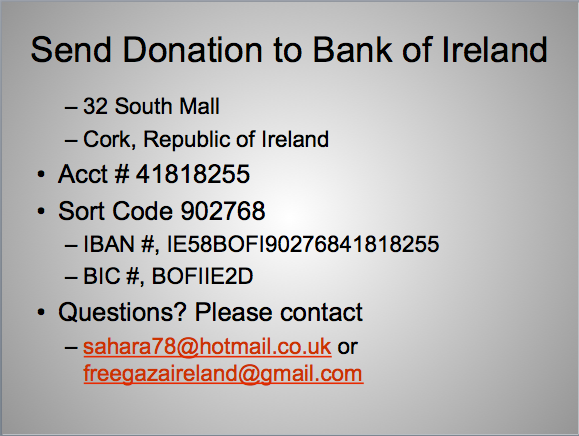 Send Donation to Bank of Ireland
– 32 South Mall
– Cork, Republic of Ireland
• Acct # 41818255
• Sort Code 902768
– IBAN #, IE58BOFI90276841818255
– BIC #, BOFIIE2D
• Questions? Please contact
– sahara78@hotmail.co.uk or
freegazaireland@gmail.com